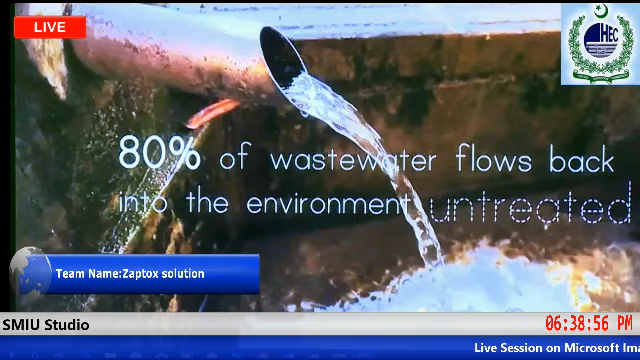 LIVE
HEC
80% of wastewater flows back
into the environment untreated
Team Name:Zaptox solution
SMIU Studio
06:38:56 PM
Live Session on Microsoft Ima